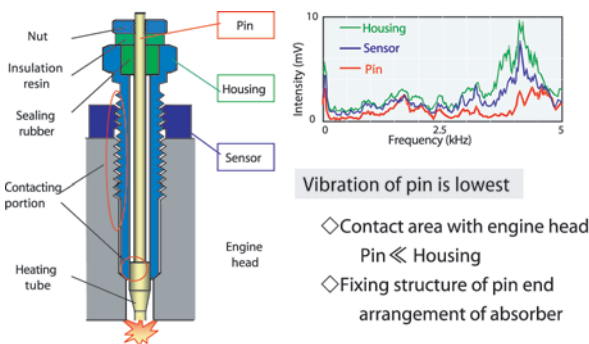 Nut
Insulation
resin
Sealing
rubber
Contacting
portion
Heating
tube
Pin
Housing
Sensor
Engine
head
Intensity (mV)
10
5
0
Housing
Sensor
Pin
0
2.5
5
Frequency (kHz)
Vibration of pin is lowest
◇Contact area with engine head
Pin ≪ Housing
◇Fixing structure of pin end
arrangement of absorber